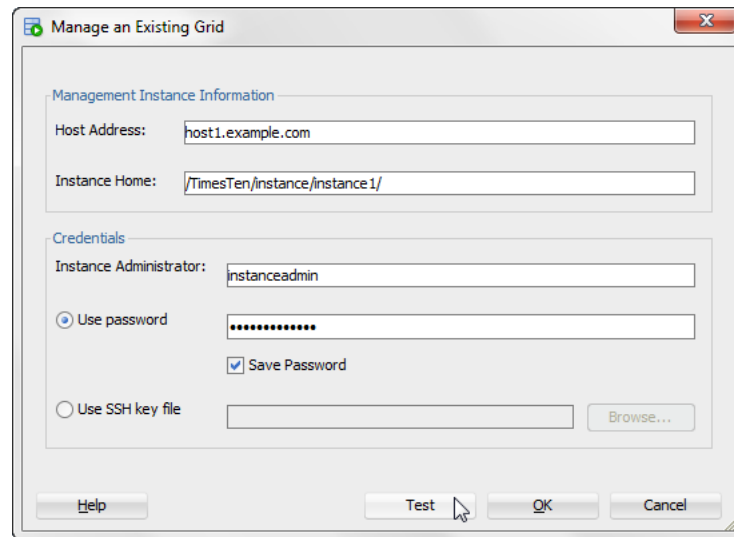 Manage an Existing Grid
Management Instance Information
Host Address: host1.example.com
Instance Home: /TimesTen/instance/instance1/
Credentials
Instance Administrator: instanceadmin
Use password •••••••••••••
Save Password
Use SSH key file Browse...
Help Test OK Cancel